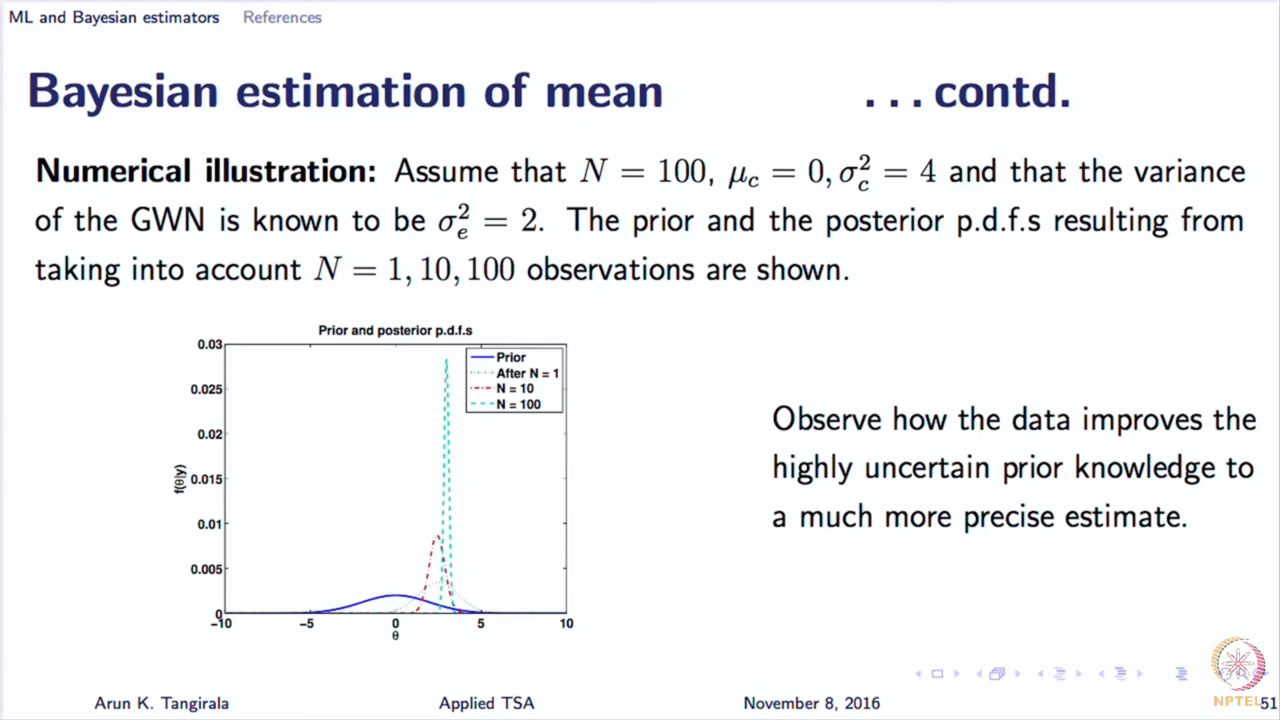 ML and Bayesian estimators References
Bayesian estimation of mean ...contd.
Numerical illustration: Assume that N = 100, μ_c = 0, σ_c^2 = 4 and that the variance
of the GWN is known to be σ_e^2 = 2. The prior and the posterior p.d.f.s resulting from
taking into account N = 1, 10, 100 observations are shown.
Prior and posterior p.d.f.s
Prior
After N = 1
N = 10
N = 100
0.03
0.025
0.02
0.015
0.01
0.005
0
f(θ|y)
−10 −5 0 5 10
θ
Observe how the data improves the
highly uncertain prior knowledge to
a much more precise estimate.
Arun K. Tangirala Applied TSA November 8, 2016 51
NPTEL